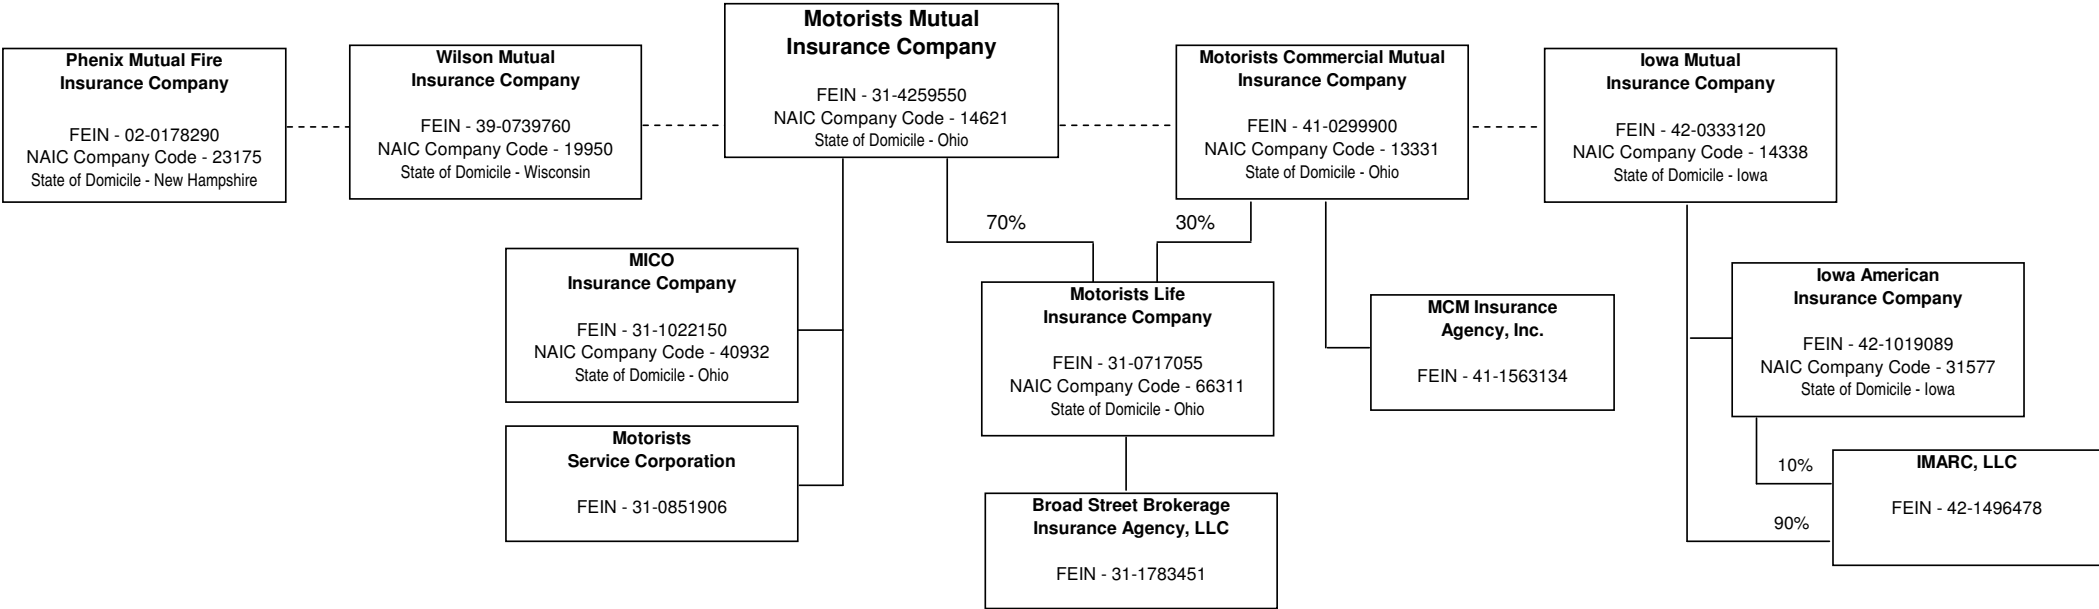 Phenix Mutual Fire
Insurance Company
FEIN - 02-0178290
NAIC Company Code - 23175
State of Domicile - New Hampshire
Wilson Mutual
Insurance Company
FEIN - 39-0739760
NAIC Company Code - 19950
State of Domicile - Wisconsin
Motorists Mutual
Insurance Company
FEIN - 31-4259550
NAIC Company Code - 14621
State of Domicile - Ohio
Motorists Commercial Mutual
Insurance Company
FEIN - 41-0299900
NAIC Company Code - 13331
State of Domicile - Ohio
Iowa Mutual
Insurance Company
FEIN - 42-0333120
NAIC Company Code - 14338
State of Domicile - Iowa
70%
30%
MICO
Insurance Company
FEIN - 31-1022150
NAIC Company Code - 40932
State of Domicile - Ohio
Motorists Life
Insurance Company
FEIN - 31-0717055
NAIC Company Code - 66311
State of Domicile - Ohio
MCM Insurance
Agency, Inc.
FEIN - 41-1563134
Iowa American
Insurance Company
FEIN - 42-1019089
NAIC Company Code - 31577
State of Domicile - Iowa
Motorists
Service Corporation
FEIN - 31-0851906
Broad Street Brokerage
Insurance Agency, LLC
FEIN - 31-1783451
10%
90%
IMARC, LLC
FEIN - 42-1496478